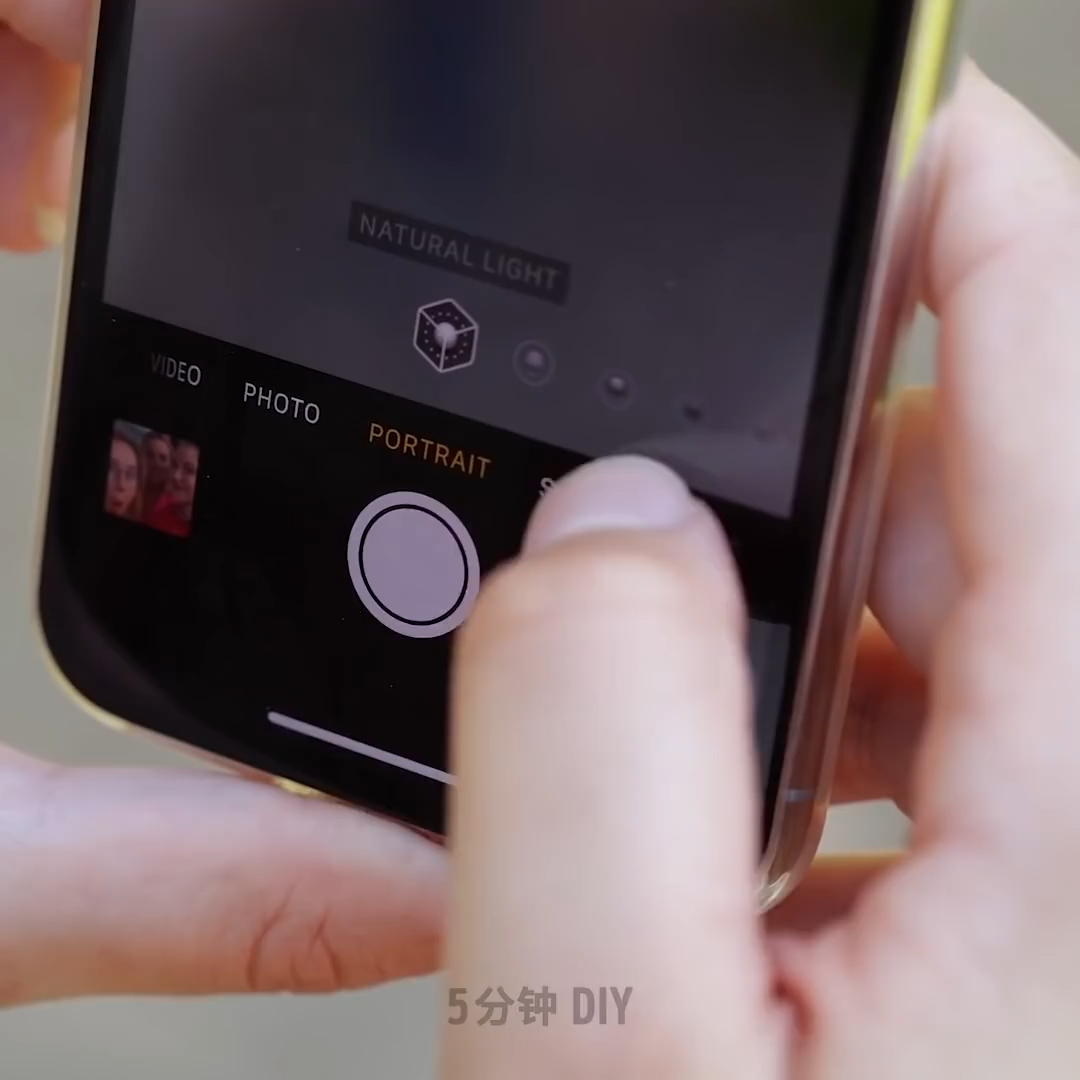 NATURAL LIGHT
VIDEO
PHOTO
PORTRAIT
5分钟 DIY